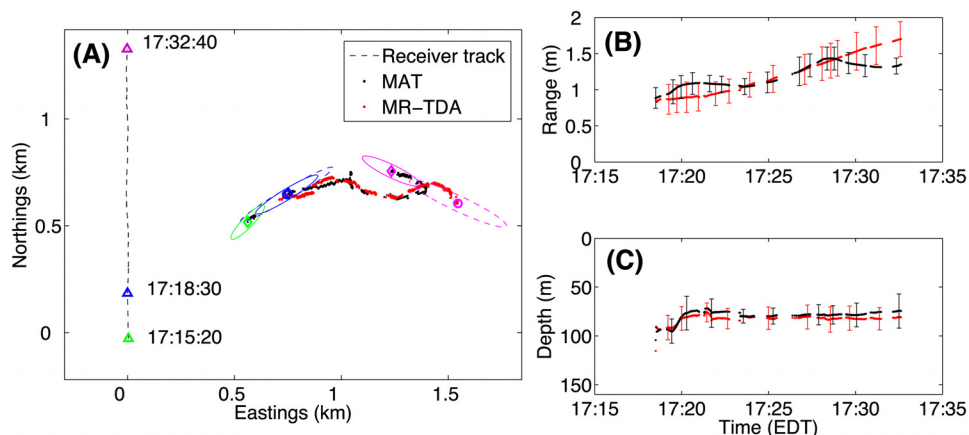 (A)
17:32:40
Receiver track
MAT
MR−TDA
17:18:30
17:15:20
Northings (km)
1
0.5
0
0 0.5 1 1.5
Eastings (km)
(B)
Range (m)
2
1.5
1
0.5
0
17:15 17:20 17:25 17:30 17:35
(C)
Depth (m)
0
50
100
150
17:15 17:20 17:25 17:30 17:35
Time (EDT)